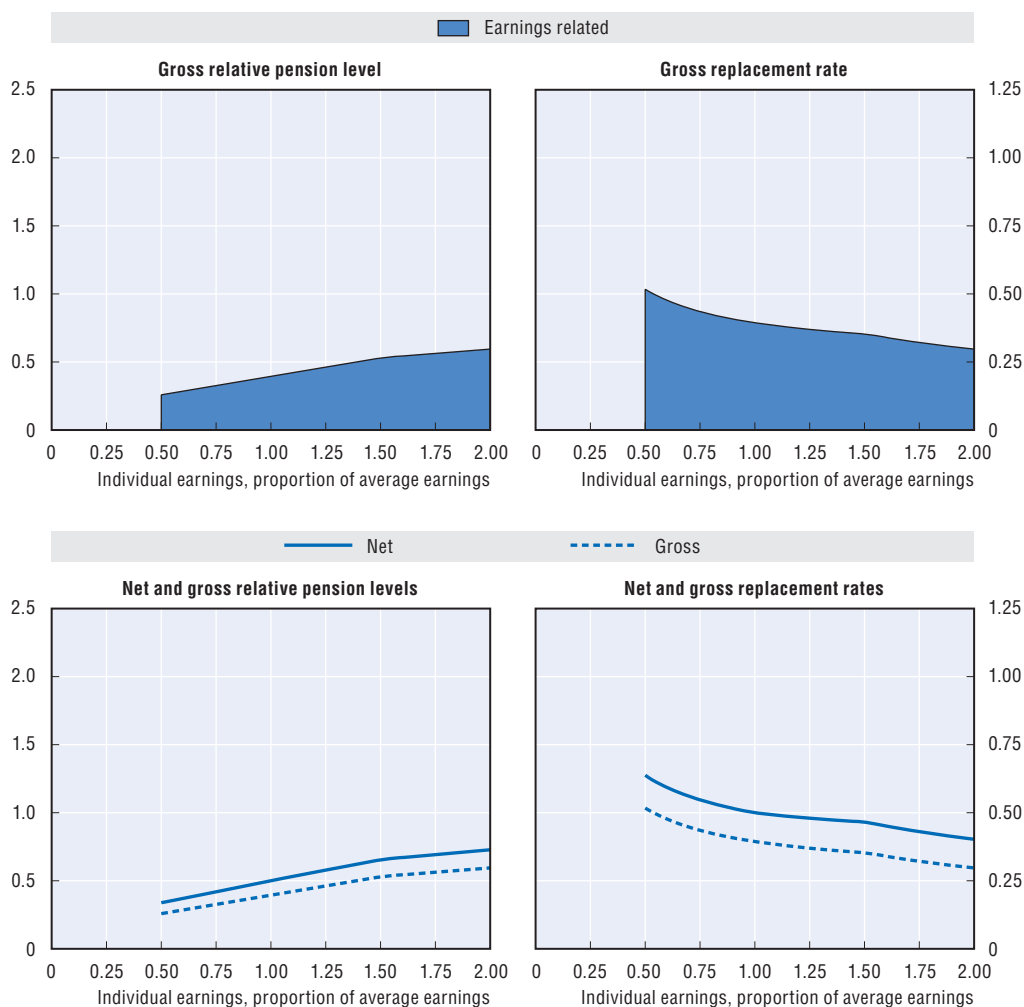 Earnings related
Gross relative pension level
Gross replacement rate
2.5
2.0
1.5
1.0
0.5
0
0 0.25 0.50 0.75 1.00 1.25 1.50 1.75 2.00
Individual earnings, proportion of average earnings
1.25
1.00
0.75
0.50
0.25
0
0 0.25 0.50 0.75 1.00 1.25 1.50 1.75 2.00
Individual earnings, proportion of average earnings
Net Gross
Net and gross relative pension levels
Net and gross replacement rates
2.5
2.0
1.5
1.0
0.5
0
0 0.25 0.50 0.75 1.00 1.25 1.50 1.75 2.00
Individual earnings, proportion of average earnings
1.25
1.00
0.75
0.50
0.25
0
0 0.25 0.50 0.75 1.00 1.25 1.50 1.75 2.00
Individual earnings, proportion of average earnings